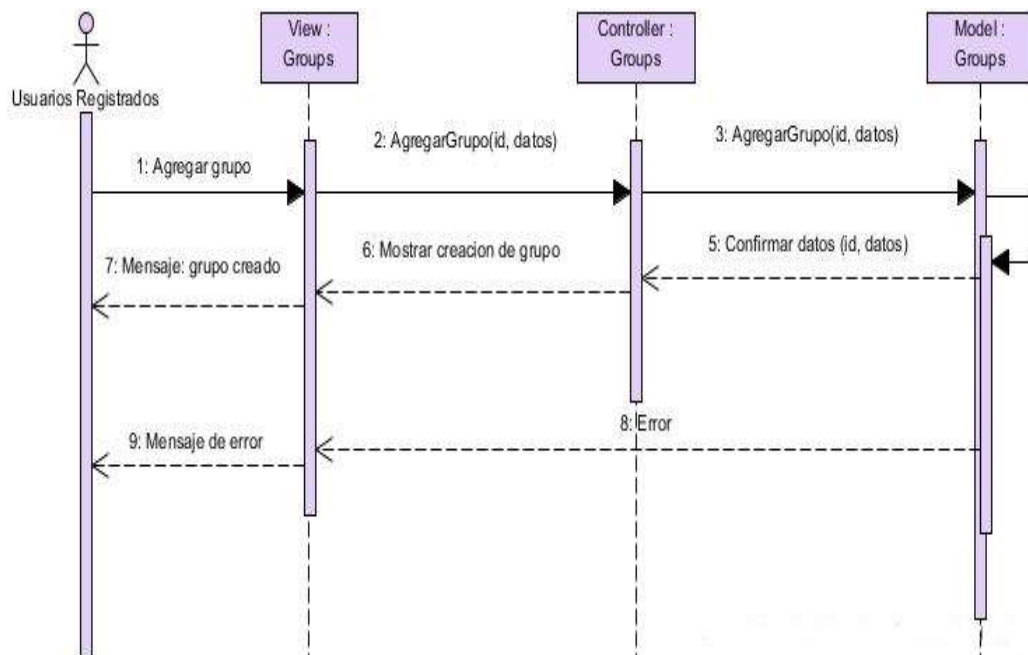 View :
Groups
Controller :
Groups
Model :
Groups
Usuarios Registrados
1: Agregar grupo
2: AgregarGrupo(id, datos)
3: AgregarGrupo(id, datos)
5: Confirmar datos (id, datos)
6: Mostrar creacion de grupo
7: Mensaje: grupo creado
8: Error
9: Mensaje de error